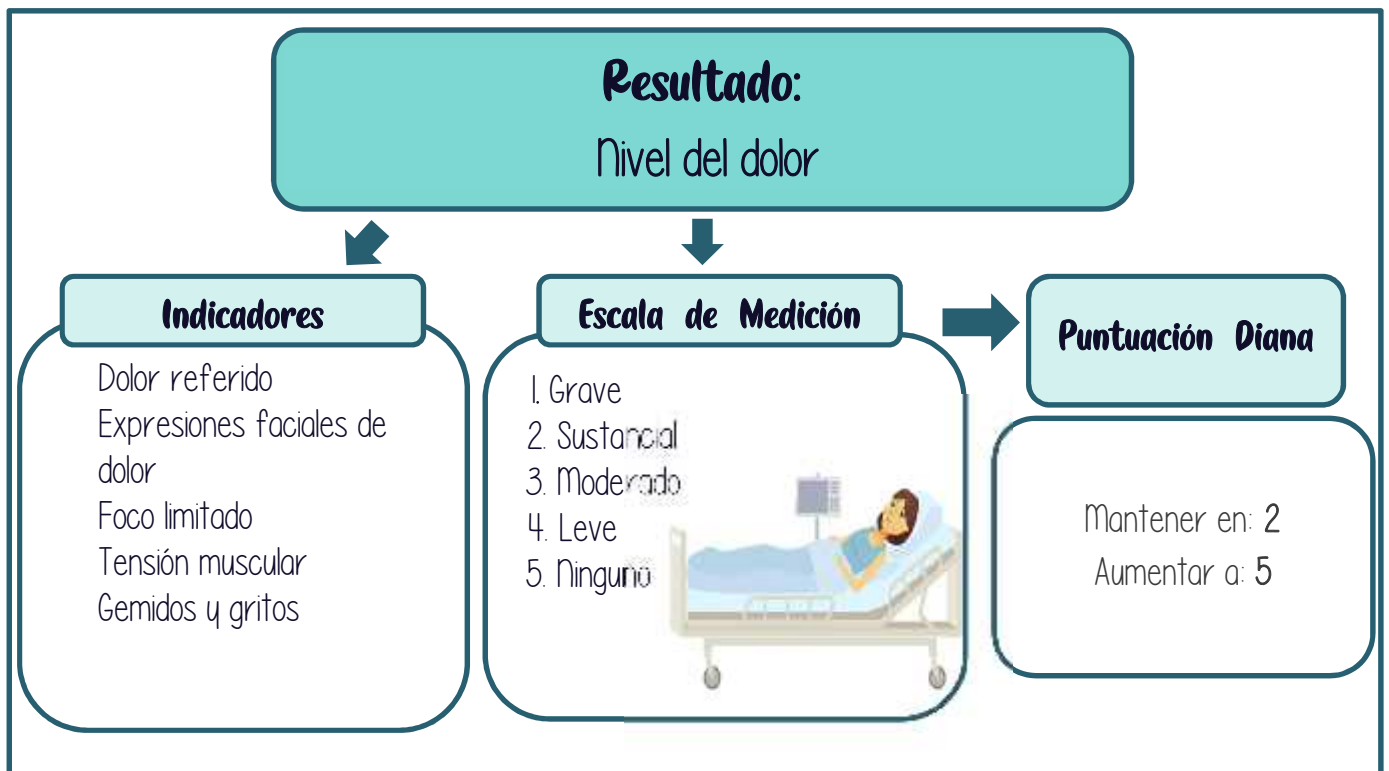 Resultado:
Nivel del dolor
Indicadores
Dolor referido
Expresiones faciales de
dolor
Foco limitado
Tensión muscular
Gemidos y gritos
Escala de Medición
1. Grave
2. Sustancial
3. Moderado
4. Leve
5. Ninguno
Puntuación Diana
Mantener en: 2
Aumentar a: 5